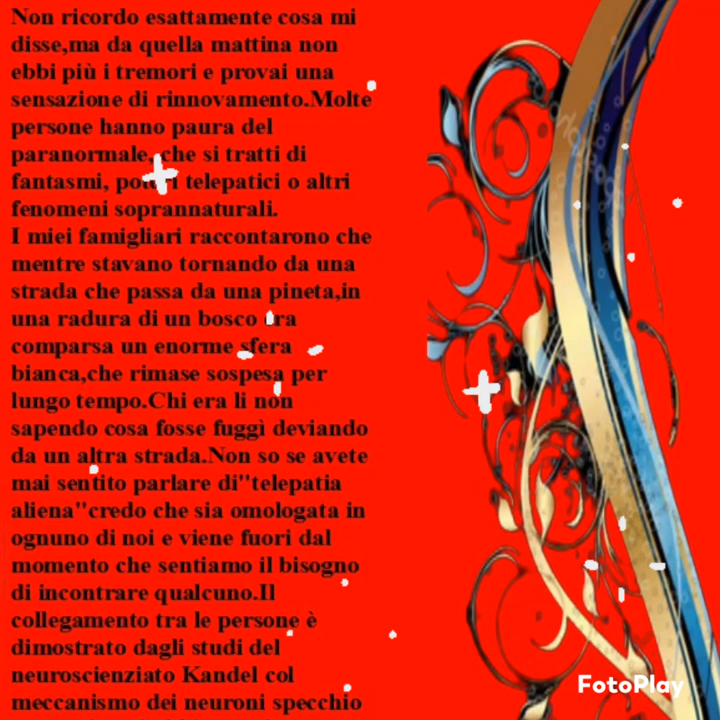 Non ricordo esattamente cosa mi
disse,ma da quella mattina non
ebbi più i tremori e provai una
sensazione di rinnovamento.Molte
persone hanno paura del
paranormale, che si tratti di
fantasmi, poteri telepatici o altri
fenomeni soprannaturali.
I miei famigliari raccontarono che
mentre stavano tornando da una
strada che passa da una pineta,in
una radura di un bosco era
comparsa un enorme sfera
bianca,che rimase sospesa per
lungo tempo.Chi era li non
sapendo cosa fosse fuggì deviando
da un altra strada.Non so se avete
mai sentito parlare di"telepatia
aliena"credo che sia omologata in
ognuno di noi e viene fuori dal
momento che sentiamo il bisogno
di incontrare qualcuno.Il
collegamento tra le persone è
dimostrato dagli studi del
neuroscienziato Kandel col
meccanismo dei neuroni specchio
FotoPlay